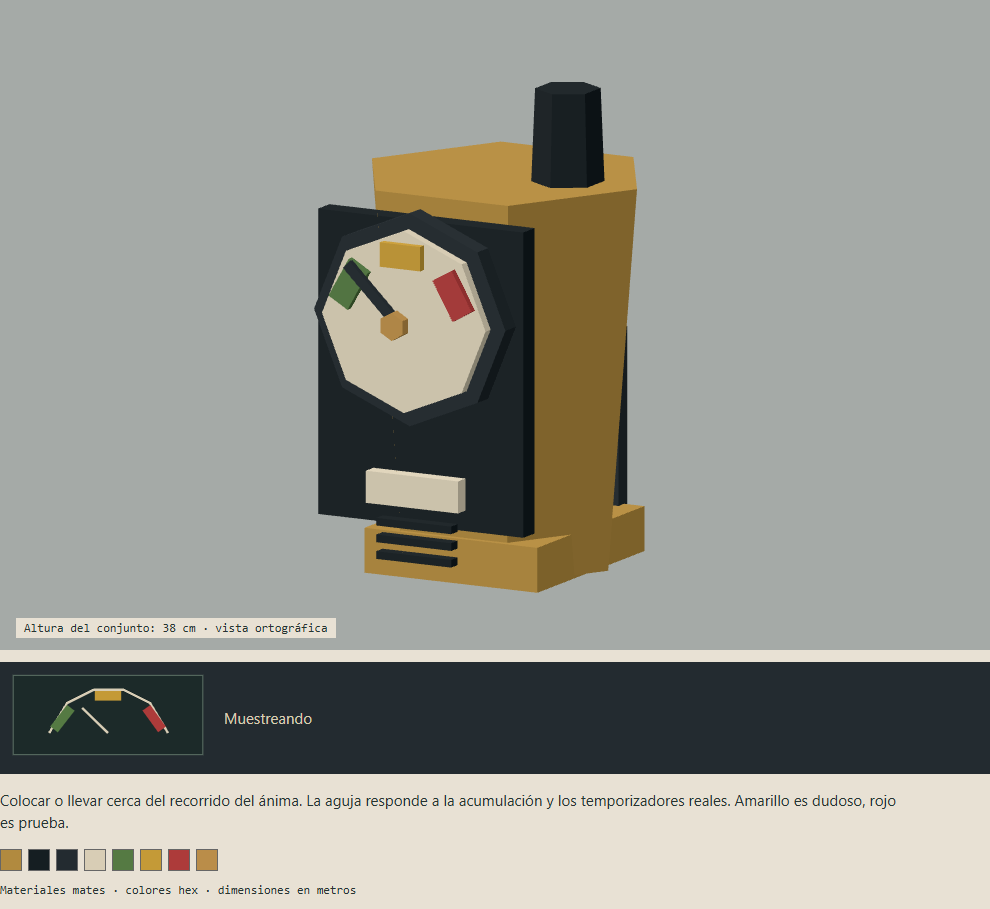 Altura del conjunto: 38 cm · vista ortográfica
Muestreando
Colocar o llevar cerca del recorrido del ánima. La aguja responde a la acumulación y los temporizadores reales. Amarillo es dudoso, rojo
es prueba.
Materiales mates · colores hex · dimensiones en metros